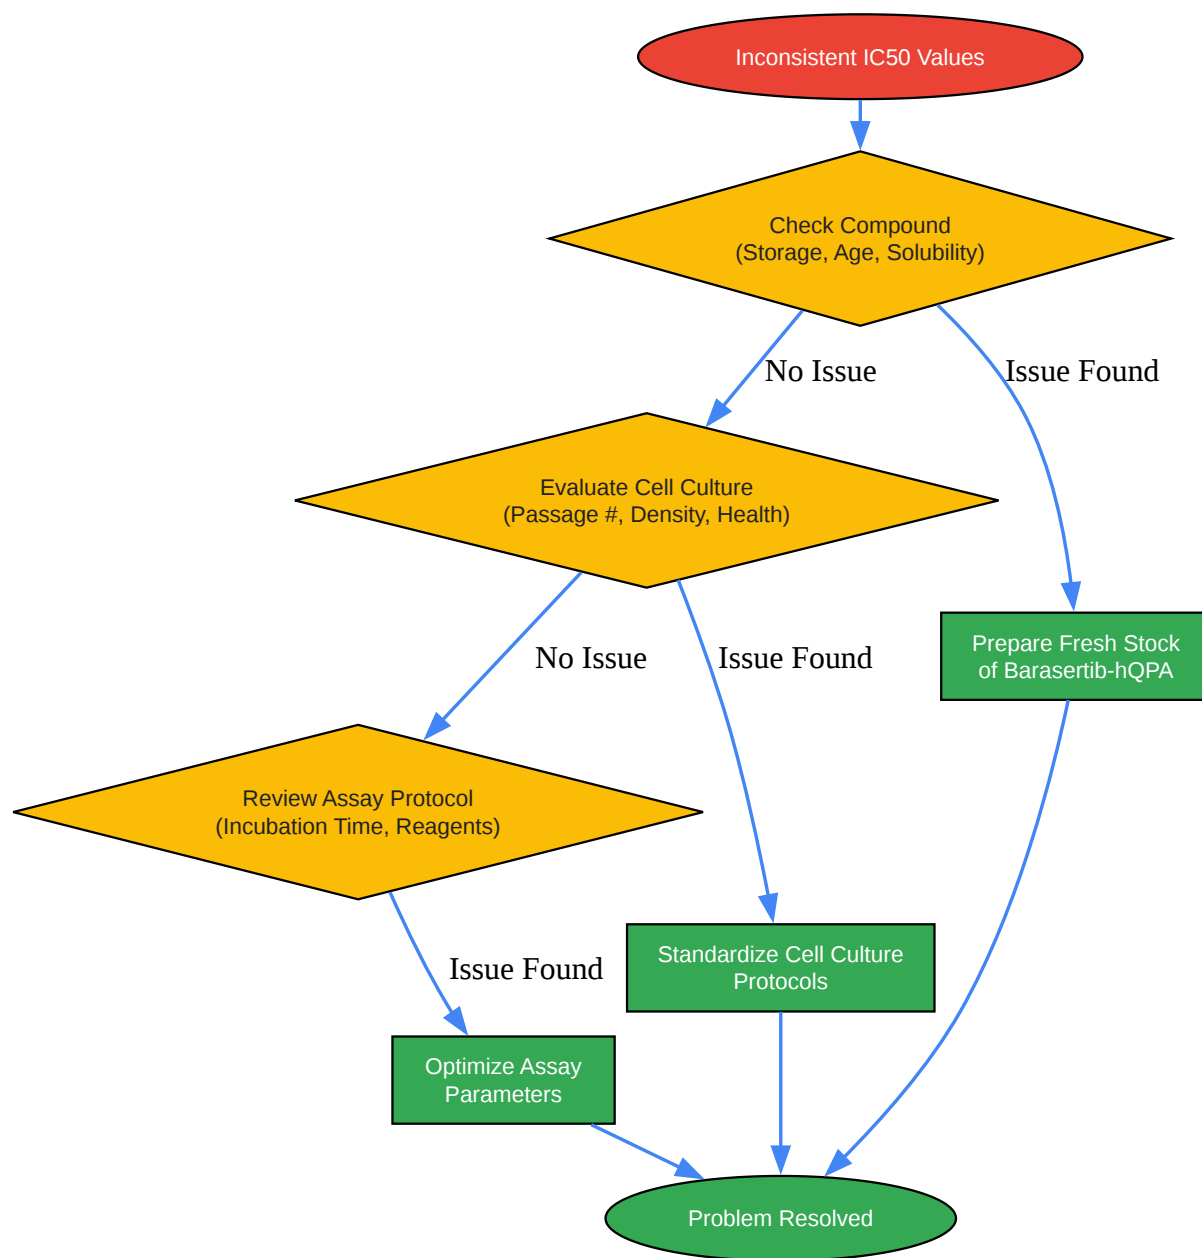 Inconsistent IC50 Values
Check Compound
(Storage, Age, Solubility)
No Issue
Issue Found
Evaluate Cell Culture
(Passage #, Density, Health)
No Issue
Issue Found
Prepare Fresh Stock
of Barasertib-hQPA
Review Assay Protocol
(Incubation Time, Reagents)
Issue Found
Standardize Cell Culture
Protocols
Optimize Assay
Parameters
Problem Resolved